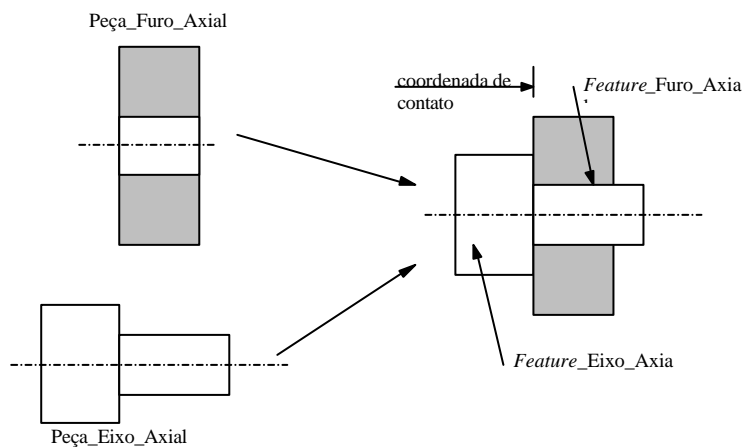 Peça_Furo_Axial
coordenada de
contato
Feature_Furo_Axia
Feature_Eixo_Axia
Peça_Eixo_Axial